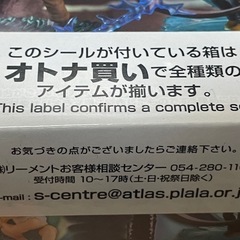 このシールが付いている箱は
オトナ買いで全種類の
アイテムが揃います。
This label confirms a complete se
お気づきの点がございましたらご連絡下さい。
㈱リーメントお客様相談センター 054-280-11
受付時間 10〜17時(土・日・祝祭日除く)
e-mail : s-centre@atlas.plala.or.j